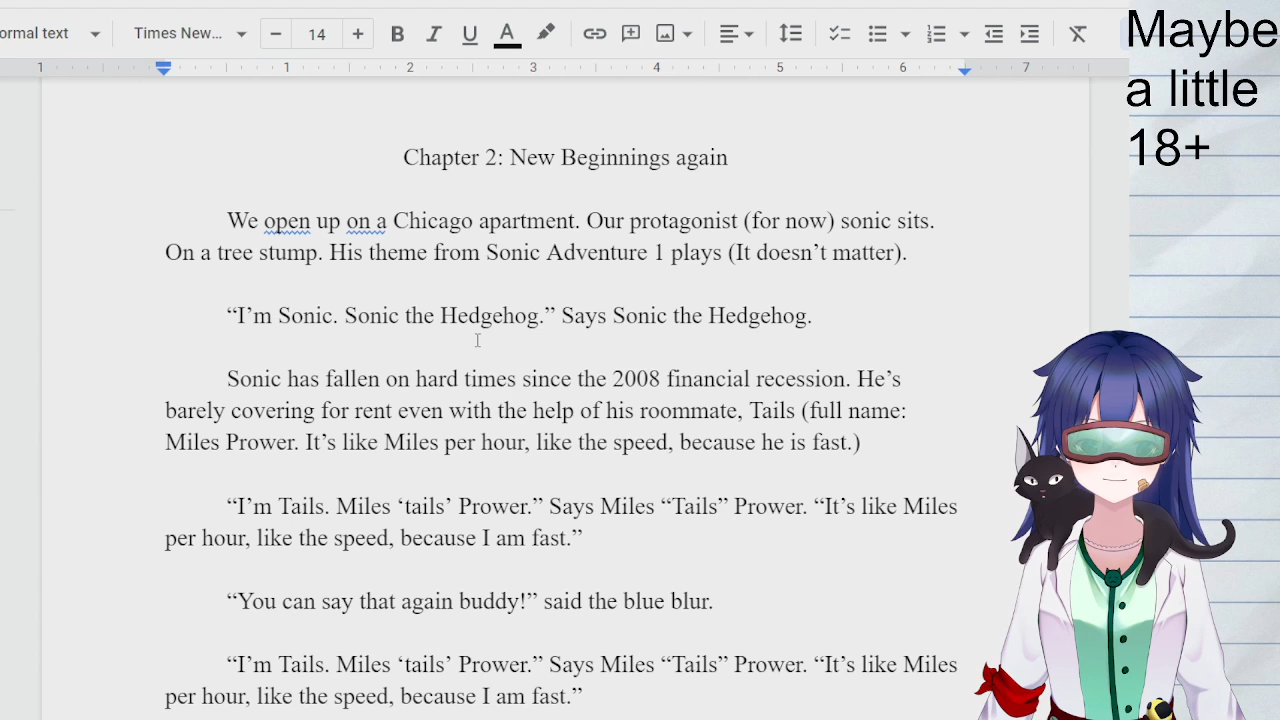 ormal text
Times New...
14
1 1 2 3 4 5 6 7
Maybe
a little
18+
Chapter 2: New Beginnings again
We open up on a Chicago apartment. Our protagonist (for now) sonic sits.
On a tree stump. His theme from Sonic Adventure 1 plays (It doesn’t matter).
“I’m Sonic. Sonic the Hedgehog.” Says Sonic the Hedgehog.
Sonic has fallen on hard times since the 2008 financial recession. He’s
barely covering for rent even with the help of his roommate, Tails (full name:
Miles Prower. It’s like Miles per hour, like the speed, because he is fast.)
“I’m Tails. Miles ‘tails’ Prower.” Says Miles “Tails” Prower. “It’s like Miles
per hour, like the speed, because I am fast.”
“You can say that again buddy!” said the blue blur.
“I’m Tails. Miles ‘tails’ Prower.” Says Miles “Tails” Prower. “It’s like Miles
per hour, like the speed, because I am fast.”